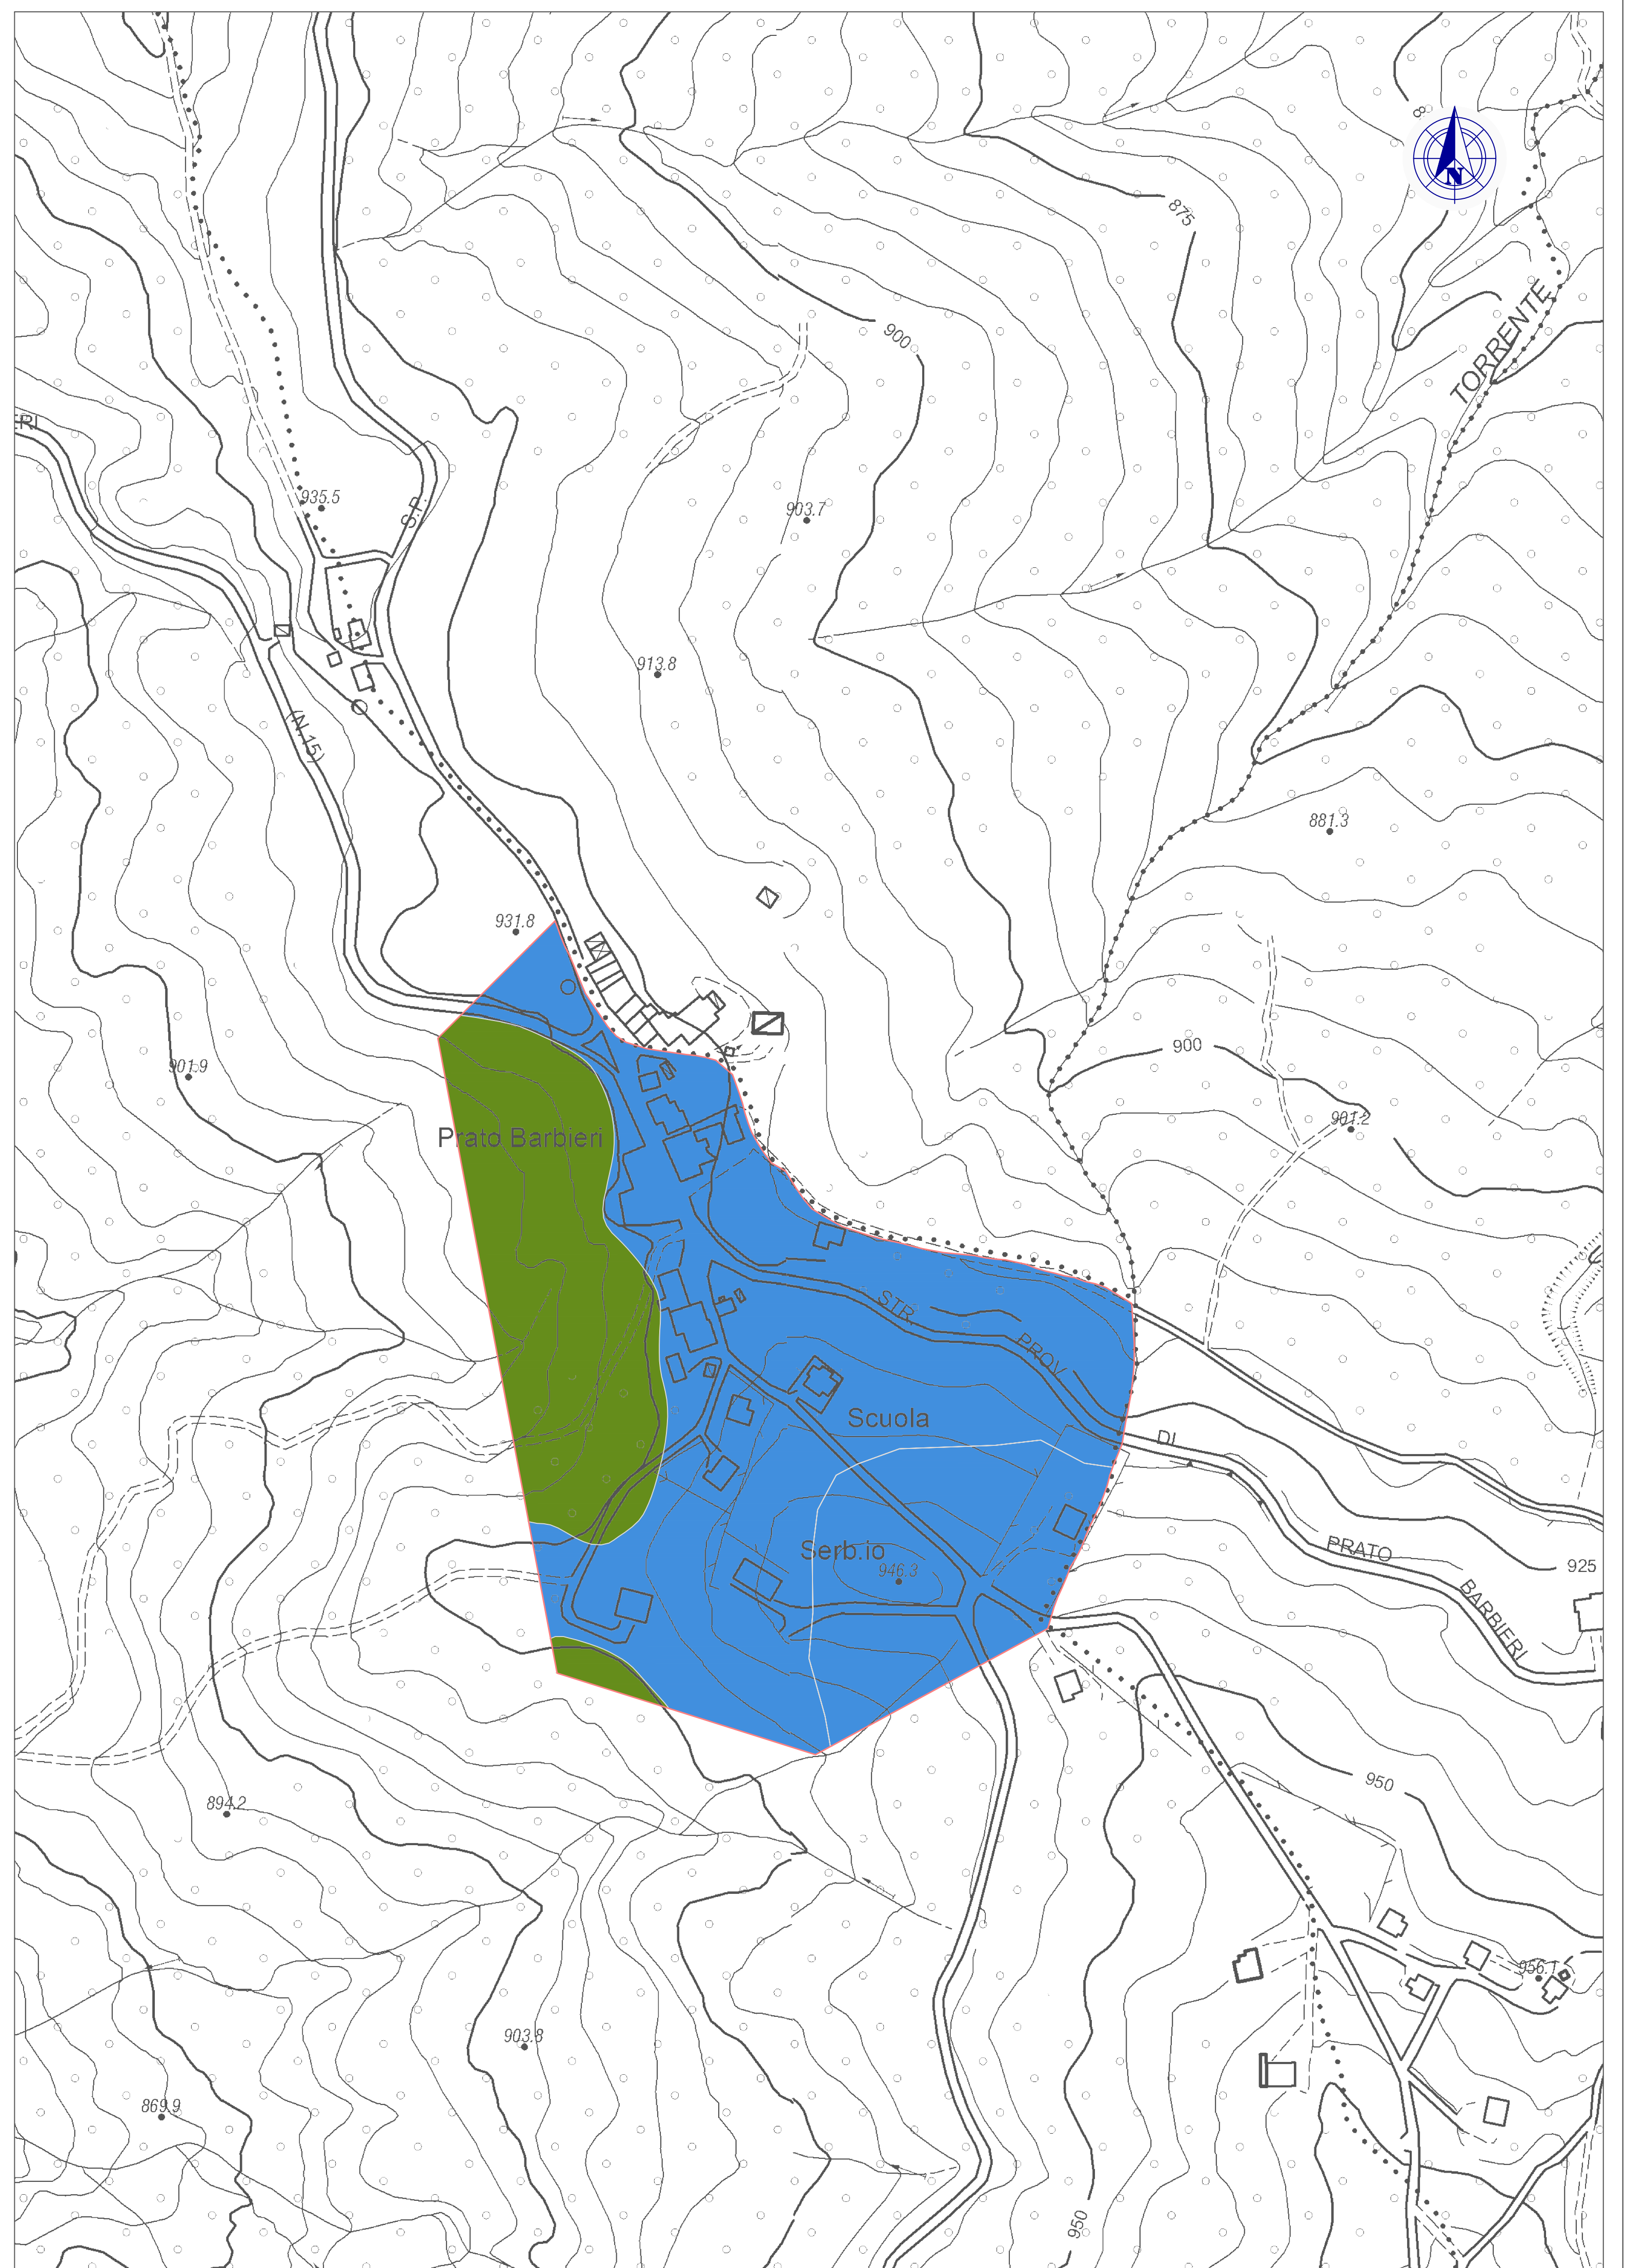 8
N
875
TORRENTE
900
ERI
935.5
S.P.
903.7
913.8
(N.15)
881.3
931.8
900
901.9
901.2
Prato Barbieri
STR.
PROV.
Scuola
DI
Serb.io
946.3
PRATO
925
BARBIERI
950
894.2
956.1
903.8
869.9
950